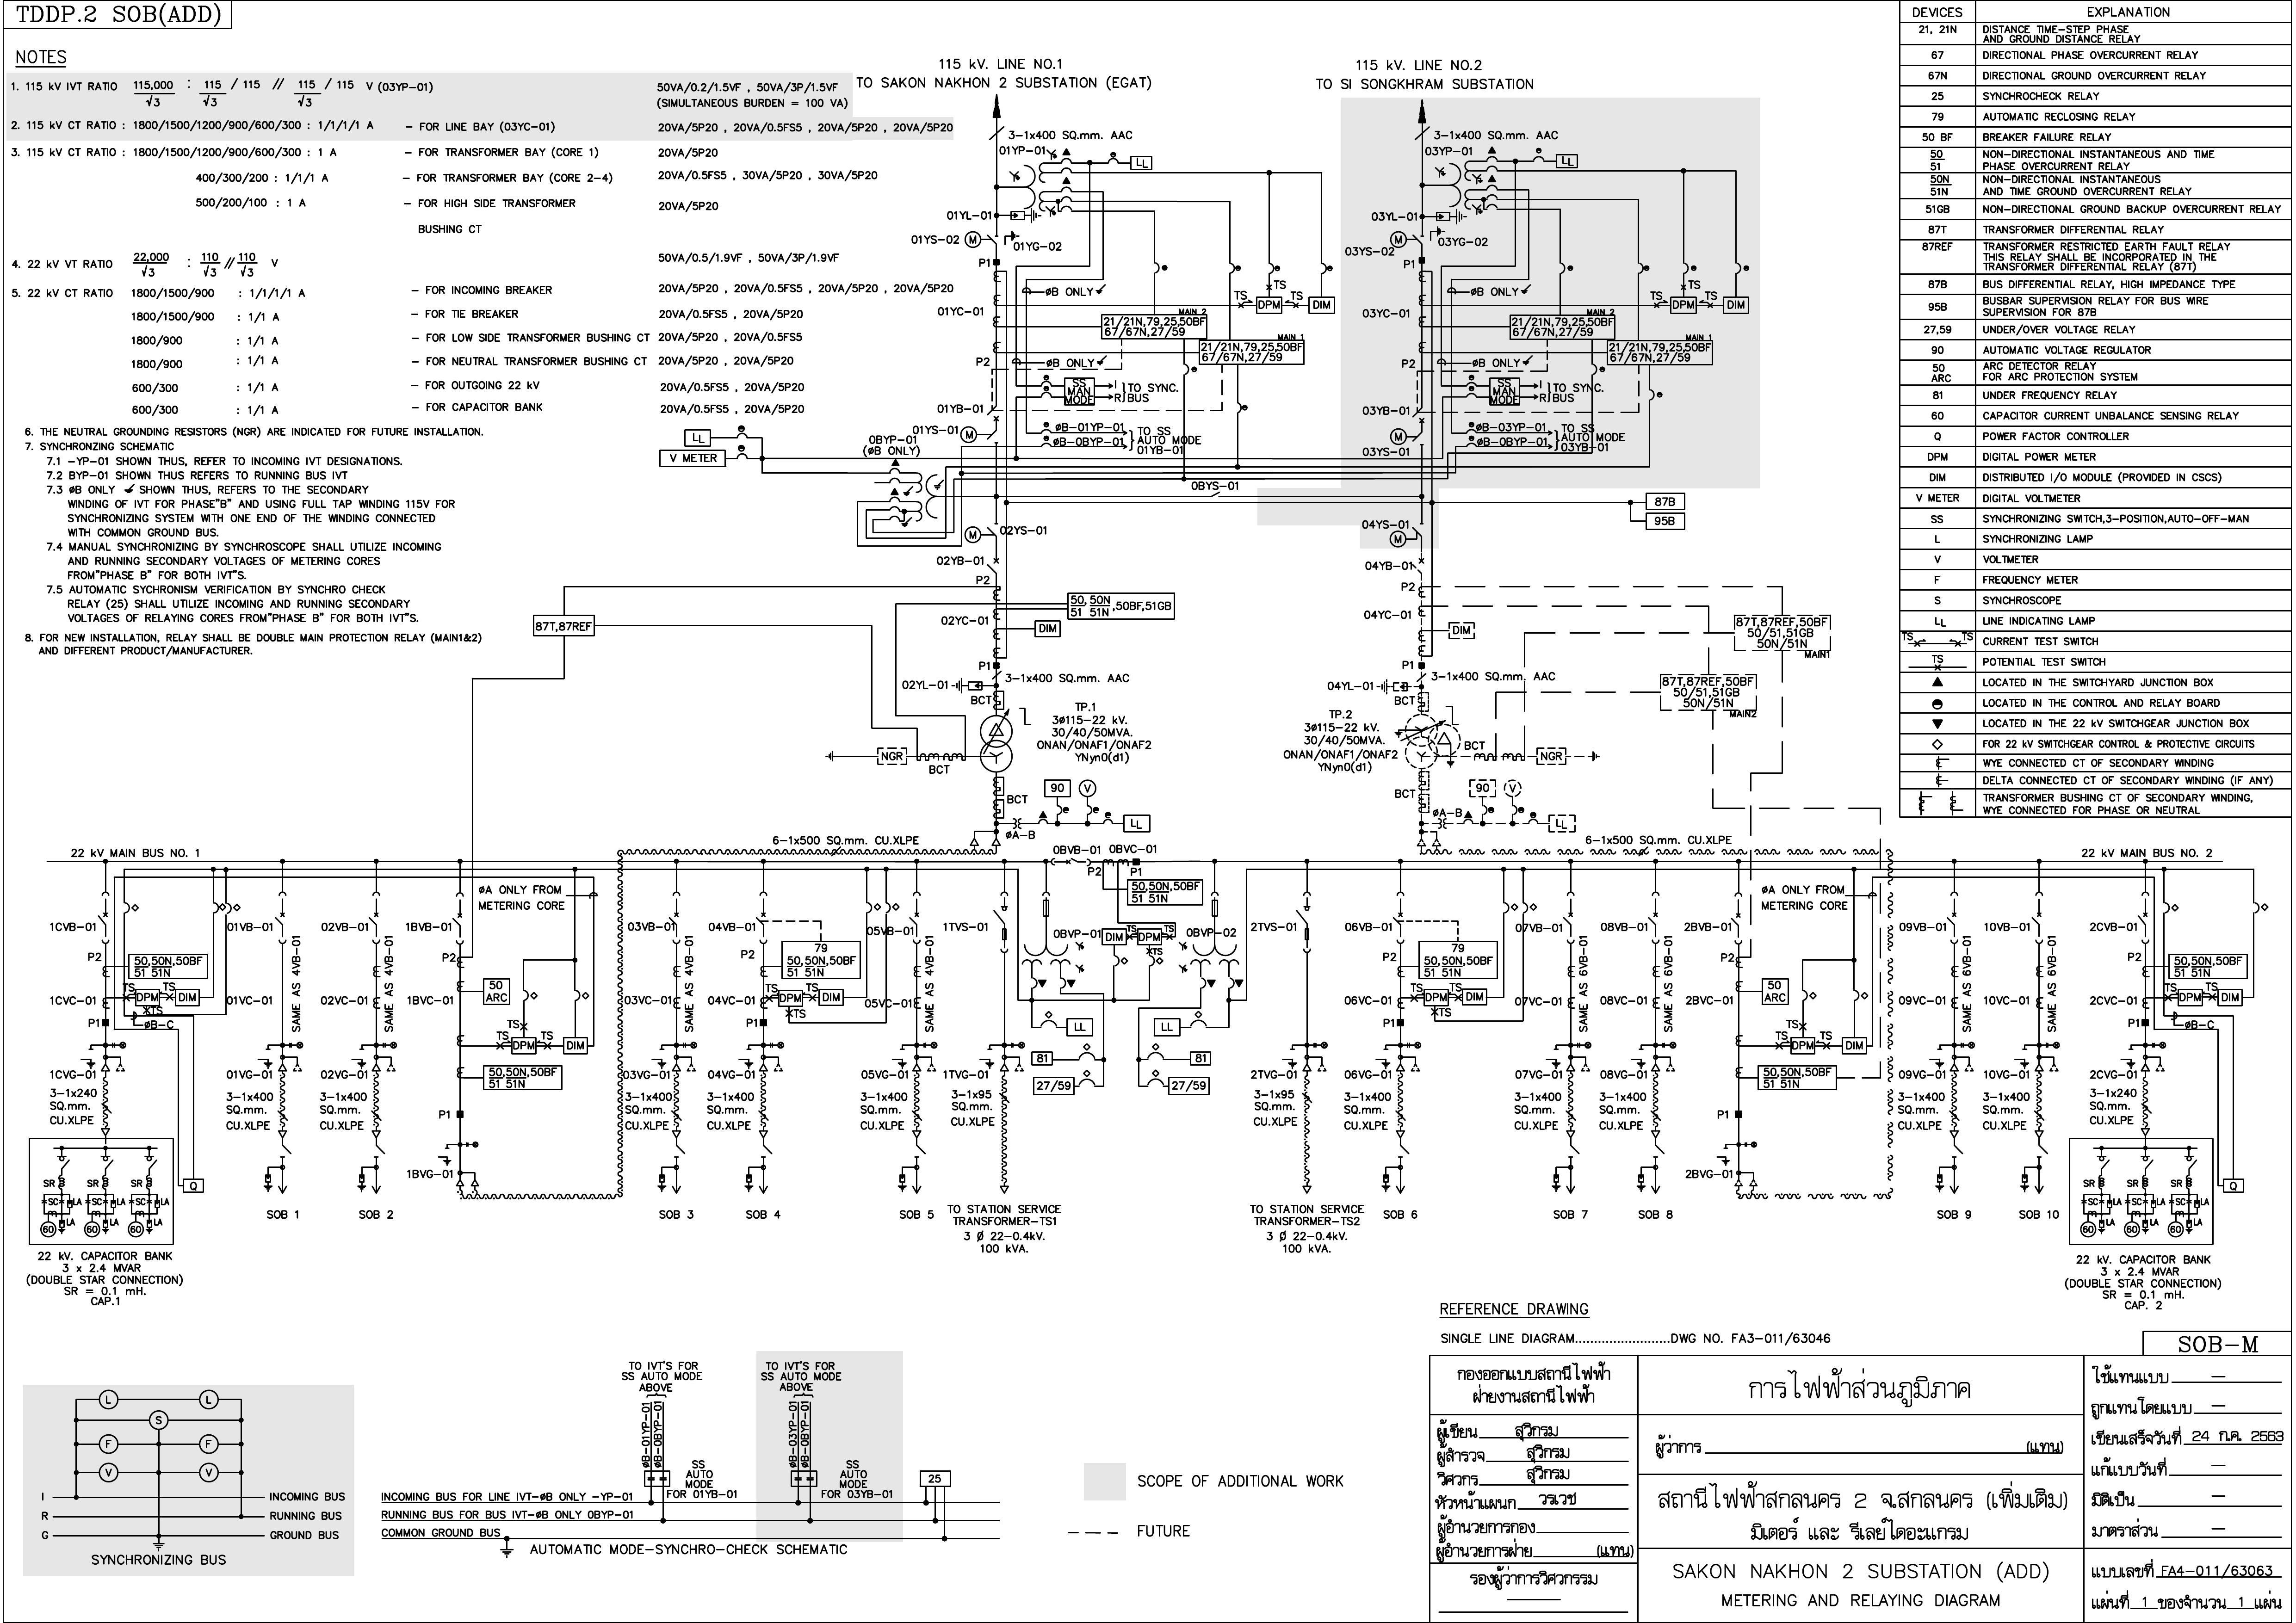 TDDP.2 SOB(ADD)
NOTES
1. 115 kV IVT RATIO 115,000/√3 : 115/√3 / 115 // 115/√3 / 115 V (03YP-01) 50VA/0.2/1.5VF , 50VA/3P/1.5VF
(SIMULTANEOUS BURDEN = 100 VA)
2. 115 kV CT RATIO : 1800/1500/1200/900/600/300 : 1/1/1/1 A - FOR LINE BAY (03YC-01) 20VA/5P20 , 20VA/0.5FS5 , 20VA/5P20 , 20VA/5P20
3. 115 kV CT RATIO : 1800/1500/1200/900/600/300 : 1 A - FOR TRANSFORMER BAY (CORE 1) 20VA/5P20
400/300/200 : 1/1/1 A - FOR TRANSFORMER BAY (CORE 2-4) 20VA/0.5FS5 , 30VA/5P20 , 30VA/5P20
500/200/100 : 1 A - FOR HIGH SIDE TRANSFORMER 20VA/5P20
BUSHING CT
4. 22 kV VT RATIO 22,000/√3 : 110/√3 // 110/√3 V 50VA/0.5/1.9VF , 50VA/3P/1.9VF
5. 22 kV CT RATIO 1800/1500/900 : 1/1/1/1 A - FOR INCOMING BREAKER 20VA/5P20 , 20VA/0.5FS5 , 20VA/5P20 , 20VA/5P20
1800/1500/900 : 1/1 A - FOR TIE BREAKER 20VA/0.5FS5 , 20VA/5P20
1800/900 : 1/1 A - FOR LOW SIDE TRANSFORMER BUSHING CT 20VA/5P20 , 20VA/0.5FS5
1800/900 : 1/1 A - FOR NEUTRAL TRANSFORMER BUSHING CT 20VA/5P20 , 20VA/5P20
600/300 : 1/1 A - FOR OUTGOING 22 kV 20VA/0.5FS5 , 20VA/5P20
600/300 : 1/1 A - FOR CAPACITOR BANK 20VA/0.5FS5 , 20VA/5P20
6. THE NEUTRAL GROUNDING RESISTORS (NGR) ARE INDICATED FOR FUTURE INSTALLATION.
7. SYNCHRONIZING SCHEMATIC
7.1 -YP-01 SHOWN THUS, REFER TO INCOMING IVT DESIGNATIONS.
7.2 BYP-01 SHOWN THUS REFERS TO RUNNING BUS IVT
7.3 øB ONLY SHOWN THUS, REFERS TO THE SECONDARY
WINDING OF IVT FOR PHASE"B" AND USING FULL TAP WINDING 115V FOR
SYNCHRONIZING SYSTEM WITH ONE END OF THE WINDING CONNECTED
WITH COMMON GROUND BUS.
7.4 MANUAL SYNCHRONIZING BY SYNCHROSCOPE SHALL UTILIZE INCOMING
AND RUNNING SECONDARY VOLTAGES OF METERING CORES
FROM"PHASE B" FOR BOTH IVT"S.
7.5 AUTOMATIC SYCHRONISM VERIFICATION BY SYNCHRO CHECK
RELAY (25) SHALL UTILIZE INCOMING AND RUNNING SECONDARY
VOLTAGES OF RELAYING CORES FROM"PHASE B" FOR BOTH IVT"S.
8. FOR NEW INSTALLATION, RELAY SHALL BE DOUBLE MAIN PROTECTION RELAY (MAIN1&2)
AND DIFFERENT PRODUCT/MANUFACTURER.
115 kV. LINE NO.1
TO SAKON NAKHON 2 SUBSTATION (EGAT)
3-1x400 SQ.mm. AAC
01YP-01
LL
01YL-01
01YS-02 M
01YG-02
P1
øB ONLY
TS
TS DPM TS DIM
01YC-01
MAIN 2
21/21N,79,25,50BF
67/67N,27/59
MAIN 1
21/21N,79,25,50BF
67/67N,27/59
P2
øB ONLY
SS MAN MODE
I R } TO SYNC. BUS
01YB-01
01YS-01 M
øB-01YP-01
øB-0BYP-01
TO SS AUTO MODE 01YB-01
LL
V METER
0BYP-01
(øB ONLY)
0BYS-01
115 kV. LINE NO.2
TO SI SONGKHRAM SUBSTATION
3-1x400 SQ.mm. AAC
03YP-01
LL
03YL-01
03YS-02 M
03YG-02
P1
øB ONLY
TS
TS DPM TS DIM
03YC-01
MAIN 2
21/21N,79,25,50BF
67/67N,27/59
MAIN 1
21/21N,79,25,50BF
67/67N,27/59
P2
øB ONLY
SS MAN MODE
I R } TO SYNC. BUS
03YB-01
M
03YS-01
øB-03YP-01
øB-0BYP-01
TO SS AUTO MODE 03YB-01
87B
95B
M 02YS-01
02YB-01
P2
50,50N
51 51N ,50BF,51GB
02YC-01
DIM
87T,87REF
P1
3-1x400 SQ.mm. AAC
02YL-01
BCT
TP.1
3ø115-22 kV.
30/40/50MVA.
ONAN/ONAF1/ONAF2
YNyn0(d1)
NGR
BCT
BCT
90 V
LL
øA-B
6-1x500 SQ.mm. CU.XLPE
04YS-01
M
04YB-01
P2
04YC-01
DIM
87T,87REF,50BF
50/51,51GB
50N/51N
MAIN1
87T,87REF,50BF
50/51,51GB
50N/51N
MAIN2
P1
3-1x400 SQ.mm. AAC
04YL-01
BCT
TP.2
3ø115-22 kV.
30/40/50MVA.
ONAN/ONAF1/ONAF2
YNyn0(d1)
BCT
NGR
BCT
90 V
LL
øA-B
6-1x500 SQ.mm. CU.XLPE
22 kV MAIN BUS NO. 1
0BVB-01 0BVC-01
P2 P1
50,50N,50BF
51 51N
22 kV MAIN BUS NO. 2
1CVB-01
P2
50,50N,50BF
51 51N
1CVC-01
TS DPM TS DIM
TS
P1
øB-C
1CVG-01
3-1x240
SQ.mm.
CU.XLPE
SR SR SR
SC LA SC LA SC LA
60 60 60 LA
Q
22 kV. CAPACITOR BANK
3 x 2.4 MVAR
(DOUBLE STAR CONNECTION)
SR = 0.1 mH.
CAP.1
01VB-01
01VC-01
SAME AS 4VB-01
01VG-01
3-1x400
SQ.mm.
CU.XLPE
SOB 1
02VB-01
02VC-01
SAME AS 4VB-01
02VG-01
3-1x400
SQ.mm.
CU.XLPE
SOB 2
øA ONLY FROM
METERING CORE
1BVB-01
P2
50
ARC
1BVC-01
TS
TS DPM TS DIM
50,50N,50BF
51 51N
P1
1BVG-01
03VB-01
03VC-01
SAME AS 4VB-01
03VG-01
3-1x400
SQ.mm.
CU.XLPE
SOB 3
04VB-01
79
50,50N,50BF
51 51N
P2
04VC-01
TS DPM TS DIM
TS
P1
04VG-01
3-1x400
SQ.mm.
CU.XLPE
SOB 4
05VB-01
05VC-01
SAME AS 4VB-01
05VG-01
3-1x400
SQ.mm.
CU.XLPE
SOB 5
1TVS-01
1TVG-01
3-1x95
SQ.mm.
CU.XLPE
TO STATION SERVICE
TRANSFORMER-TS1
3 Ø 22-0.4kV.
100 kVA.
0BVP-01
DIM TS DPM TS
TS
0BVP-02
LL LL
81 81
27/59 27/59
2TVS-01
2TVG-01
3-1x95
SQ.mm.
CU.XLPE
TO STATION SERVICE
TRANSFORMER-TS2
3 Ø 22-0.4kV.
100 kVA.
06VB-01
79
50,50N,50BF
51 51N
P2
06VC-01
TS DPM TS DIM
TS
P1
06VG-01
3-1x400
SQ.mm.
CU.XLPE
SOB 6
07VB-01
07VC-01
SAME AS 6VB-01
07VG-01
3-1x400
SQ.mm.
CU.XLPE
SOB 7
08VB-01
08VC-01
SAME AS 6VB-01
08VG-01
3-1x400
SQ.mm.
CU.XLPE
SOB 8
øA ONLY FROM
METERING CORE
2BVB-01
P2
50
ARC
2BVC-01
TS
TS DPM TS DIM
50,50N,50BF
51 51N
P1
2BVG-01
09VB-01
09VC-01
SAME AS 6VB-01
09VG-01
3-1x400
SQ.mm.
CU.XLPE
SOB 9
10VB-01
10VC-01
SAME AS 6VB-01
10VG-01
3-1x400
SQ.mm.
CU.XLPE
SOB 10
2CVB-01
P2
50,50N,50BF
51 51N
2CVC-01
TS DPM TS DIM
TS
P1
øB-C
2CVG-01
3-1x240
SQ.mm.
CU.XLPE
SR SR SR
SC LA SC LA SC LA
60 60 60 LA
Q
22 kV. CAPACITOR BANK
3 x 2.4 MVAR
(DOUBLE STAR CONNECTION)
SR = 0.1 mH.
CAP. 2
DEVICES EXPLANATION
21, 21N DISTANCE TIME-STEP PHASE
AND GROUND DISTANCE RELAY
67 DIRECTIONAL PHASE OVERCURRENT RELAY
67N DIRECTIONAL GROUND OVERCURRENT RELAY
25 SYNCHROCHECK RELAY
79 AUTOMATIC RECLOSING RELAY
50 BF BREAKER FAILURE RELAY
50 NON-DIRECTIONAL INSTANTANEOUS AND TIME
51 PHASE OVERCURRENT RELAY
50N NON-DIRECTIONAL INSTANTANEOUS
51N AND TIME GROUND OVERCURRENT RELAY
51GB NON-DIRECTIONAL GROUND BACKUP OVERCURRENT RELAY
87T TRANSFORMER DIFFERENTIAL RELAY
87REF TRANSFORMER RESTRICTED EARTH FAULT RELAY
THIS RELAY SHALL BE INCORPORATED IN THE
TRANSFORMER DIFFERENTIAL RELAY (87T)
87B BUS DIFFERENTIAL RELAY, HIGH IMPEDANCE TYPE
95B BUSBAR SUPERVISION RELAY FOR BUS WIRE
SUPERVISION FOR 87B
27,59 UNDER/OVER VOLTAGE RELAY
90 AUTOMATIC VOLTAGE REGULATOR
50 ARC DETECTOR RELAY
ARC FOR ARC PROTECTION SYSTEM
81 UNDER FREQUENCY RELAY
60 CAPACITOR CURRENT UNBALANCE SENSING RELAY
Q POWER FACTOR CONTROLLER
DPM DIGITAL POWER METER
DIM DISTRIBUTED I/O MODULE (PROVIDED IN CSCS)
V METER DIGITAL VOLTMETER
SS SYNCHRONIZING SWITCH,3-POSITION,AUTO-OFF-MAN
L SYNCHRONIZING LAMP
V VOLTMETER
F FREQUENCY METER
S SYNCHROSCOPE
LL LINE INDICATING LAMP
TS TS CURRENT TEST SWITCH
TS POTENTIAL TEST SWITCH
▲ LOCATED IN THE SWITCHYARD JUNCTION BOX
LOCATED IN THE CONTROL AND RELAY BOARD
▼ LOCATED IN THE 22 kV SWITCHGEAR JUNCTION BOX
◇ FOR 22 kV SWITCHGEAR CONTROL & PROTECTIVE CIRCUITS
WYE CONNECTED CT OF SECONDARY WINDING
DELTA CONNECTED CT OF SECONDARY WINDING (IF ANY)
TRANSFORMER BUSHING CT OF SECONDARY WINDING,
WYE CONNECTED FOR PHASE OR NEUTRAL
L L
S
F F
V V
I INCOMING BUS
R RUNNING BUS
G GROUND BUS
SYNCHRONIZING BUS
TO IVT'S FOR
SS AUTO MODE
ABOVE
øB-01YP-01
øB-0BYP-01
SS
AUTO
MODE
FOR 01YB-01
TO IVT'S FOR
SS AUTO MODE
ABOVE
øB-03YP-01
øB-0BYP-01
SS
AUTO
MODE
FOR 03YB-01
25
INCOMING BUS FOR LINE IVT-øB ONLY -YP-01
RUNNING BUS FOR BUS IVT-øB ONLY 0BYP-01
COMMON GROUND BUS
AUTOMATIC MODE-SYNCHRO-CHECK SCHEMATIC
SCOPE OF ADDITIONAL WORK
FUTURE
REFERENCE DRAWING
SINGLE LINE DIAGRAM.........................DWG NO. FA3-011/63046
SOB-M
กองออกแบบสถานีไฟฟ้า
ฝ่ายงานสถานีไฟฟ้า
การไฟฟ้าส่วนภูมิภาค
ผู้เขียน สุวิกรม
ผู้สำรวจ สุวิกรม
วิศวกร สุวิกรม
หัวหน้าแผนก วรเวช
ผู้อำนวยการกอง
ผู้อำนวยการฝ่าย (แทน)
รองผู้ว่าการวิศวกรรม
ผู้ว่าการ (แทน)
สถานีไฟฟ้าสกลนคร 2 จ.สกลนคร (เพิ่มเติม)
มิเตอร์ และ รีเลย์ไดอะแกรม
SAKON NAKHON 2 SUBSTATION (ADD)
METERING AND RELAYING DIAGRAM
ใช้แทนแบบ —
ถูกแทนโดยแบบ —
เขียนเสร็จวันที่ 24 ก.ค. 2563
แก้แบบวันที่ —
มิติเป็น —
มาตราส่วน —
แบบเลขที่ FA4-011/63063
แผ่นที่ 1 ของจำนวน 1 แผ่น